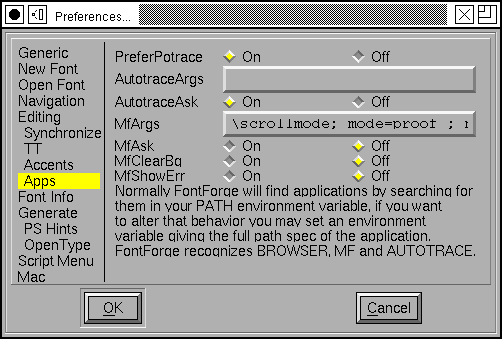 Preferences...
Generic
New Font
Open Font
Navigation
Editing
Synchronize
TT
Accents
Apps
Font Info
Generate
PS Hints
OpenType
Script Menu
Mac
PreferPotrace On Off
AutotraceArgs
AutotraceAsk On Off
MfArgs \scrollmode; mode=proof ; r
MfAsk On Off
MfClearBg On Off
MfShowErr On Off
Normally FontForge will find applications by searching for
them in your PATH environment variable, if you want
to alter that behavior you may set an environment
variable giving the full path spec of the application.
FontForge recognizes BROWSER, MF and AUTOTRACE.
OK Cancel